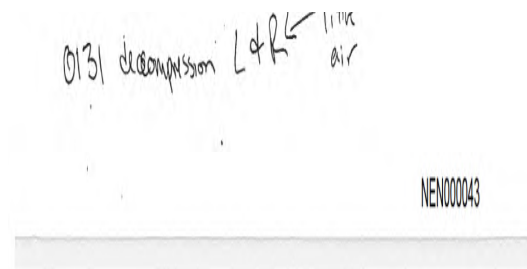 0131 decompression L & R ←
air
NEN000043